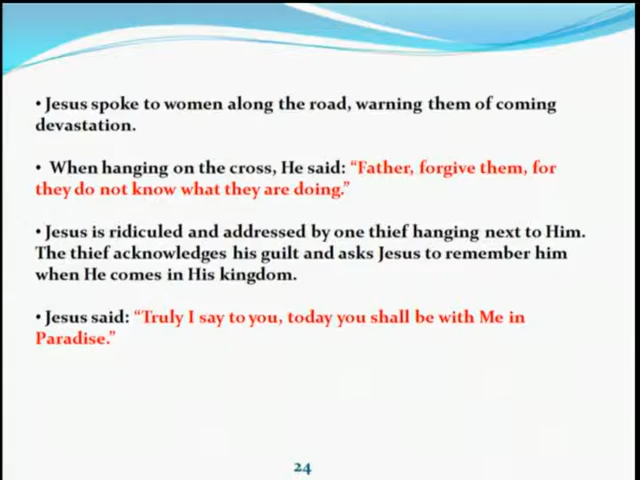 • Jesus spoke to women along the road, warning them of coming
devastation.
• When hanging on the cross, He said: “Father, forgive them, for
they do not know what they are doing.”
• Jesus is ridiculed and addressed by one thief hanging next to Him.
The thief acknowledges his guilt and asks Jesus to remember him
when He comes in His kingdom.
• Jesus said: “Truly I say to you, today you shall be with Me in
Paradise.”
24